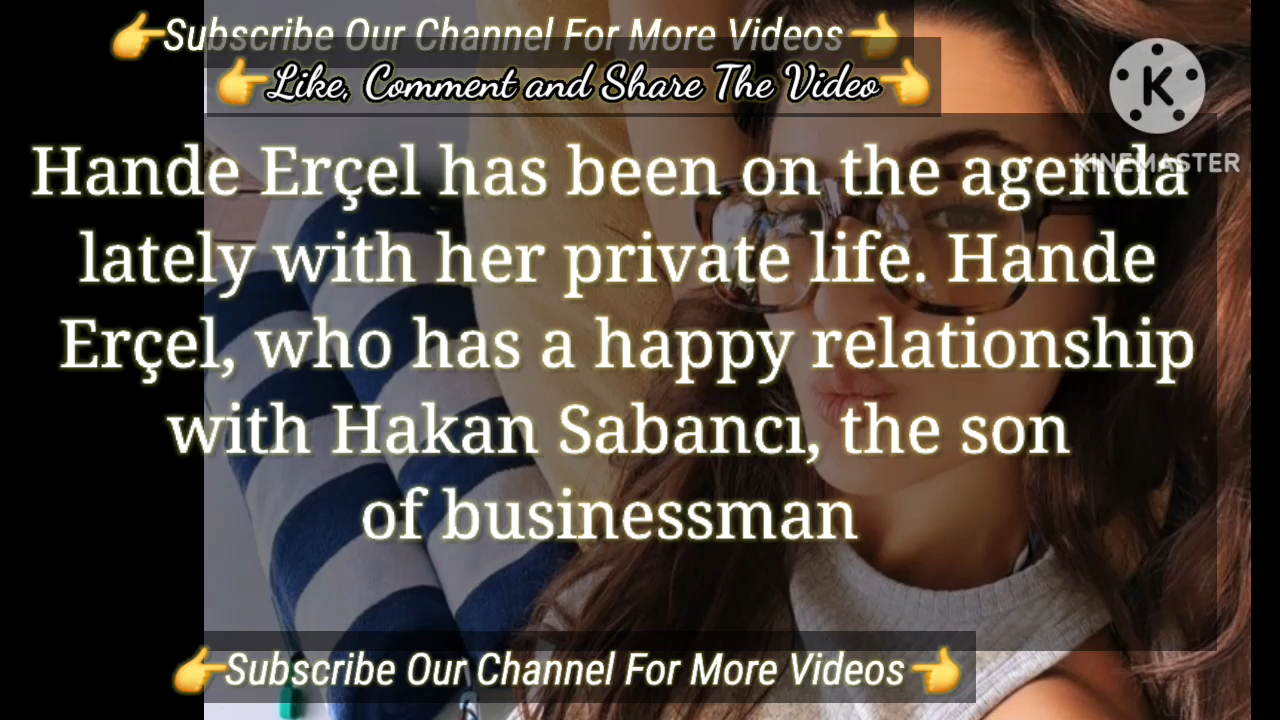 👉Subscribe Our Channel For More Videos👈
👉Like, Comment and Share The Video👈
K
KINEMASTER
Hande Erçel has been on the agenda
lately with her private life. Hande
Erçel, who has a happy relationship
with Hakan Sabancı, the son
of businessman
👉Subscribe Our Channel For More Videos👈